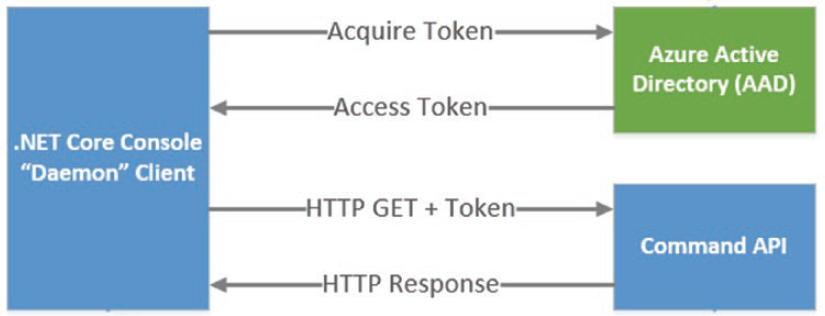 Acquire Token
Azure Active
Directory (AAD)
Access Token
.NET Core Console
“Daemon” Client
HTTP GET + Token
Command API
HTTP Response